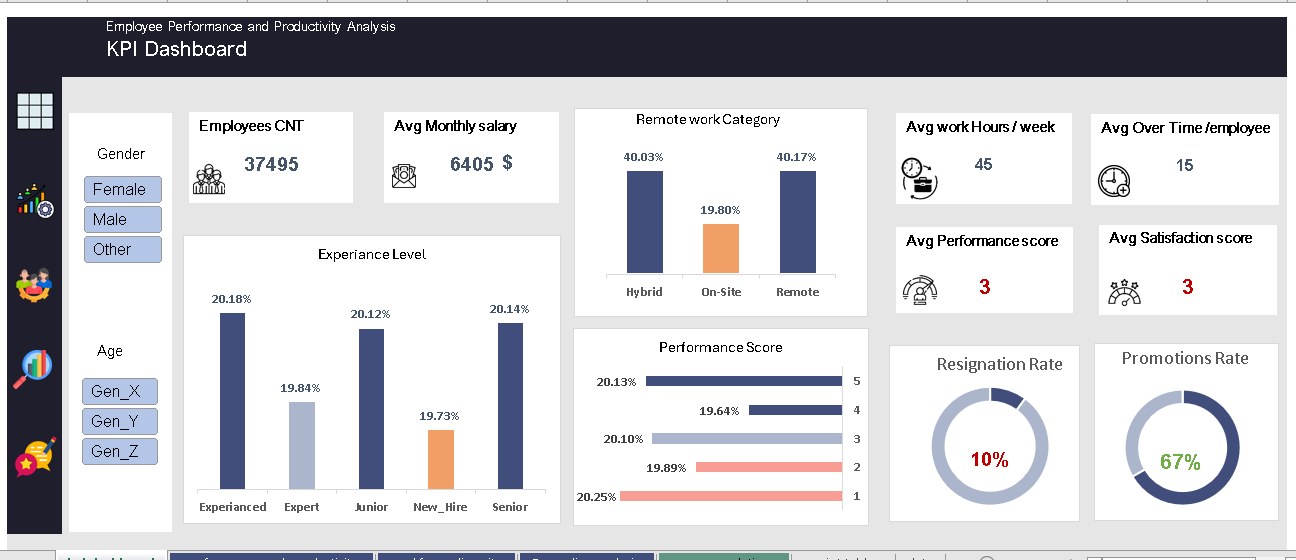 Employee Performance and Productivity Analysis
KPI Dashboard
Gender
Female
Male
Other
Age
Gen_X
Gen_Y
Gen_Z
Employees CNT
37495
Avg Monthly salary
6405 $
Experiance Level
20.18%
19.84%
20.12%
19.73%
20.14%
Experianced
Expert
Junior
New_Hire
Senior
Remote work Category
40.03%
19.80%
40.17%
Hybrid
On-Site
Remote
Performance Score
20.13% 5
19.64% 4
20.10% 3
19.89% 2
20.25% 1
Avg work Hours / week
45
Avg Over Time /employee
15
Avg Performance score
3
Avg Satisfaction score
3
Resignation Rate
10%
Promotions Rate
67%